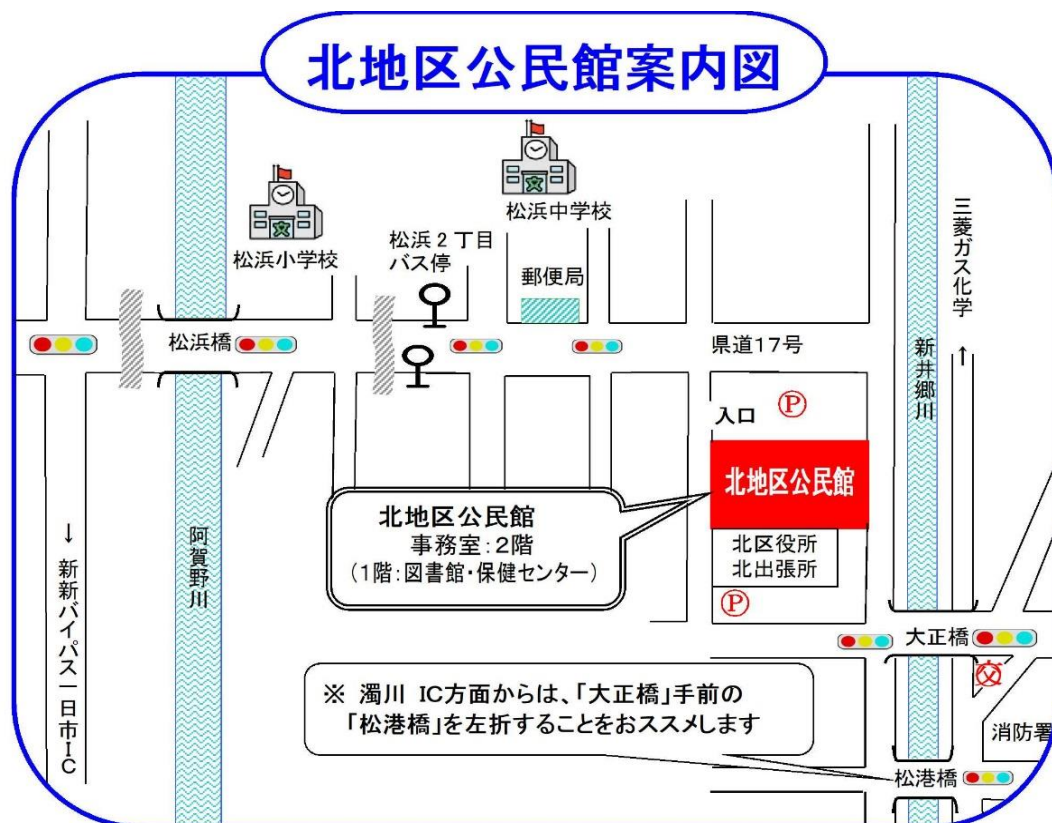 北地区公民館案内図
松浜中学校
松浜小学校
松浜2丁目
バス停
郵便局
三菱ガス化学 →
松浜橋
県道17号
新井郷川
入口
P
北地区公民館
北地区公民館
事務室:2階
(1階:図書館・保健センター)
北区役所
北出張所
P
← 新新バイパス一日市IC
阿賀野川
大正橋
※ 濁川 IC方面からは、「大正橋」手前の
「松港橋」を左折することをおススメします
消防署
松港橋